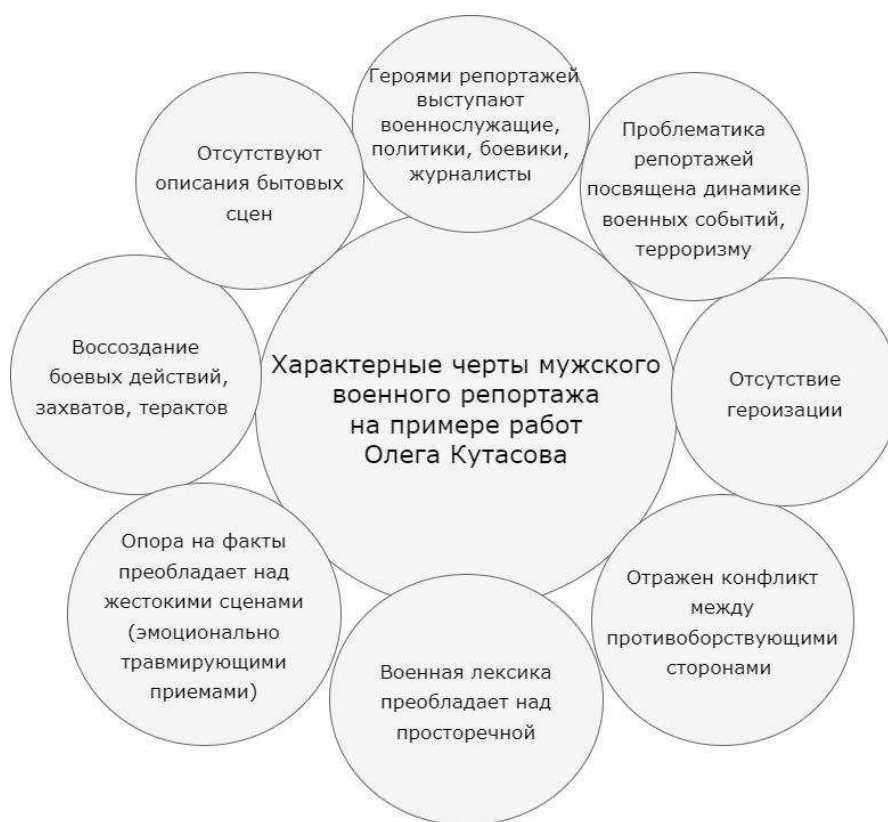 Героями репортажей
выступают
военнослужащие,
политики, боевики,
журналисты
Проблематика
репортажей
посвящена динамике
военных событий,
терроризму
Отсутствие
героизации
Отражен конфликт
между
противоборствующими
сторонами
Военная лексика
преобладает над
просторечной
Опора на факты
преобладает над
жестокими сценами
(эмоционально
травмирующими
приемами)
Воссоздание
боевых действий,
захватов, терактов
Отсутствуют
описания бытовых
сцен
Характерные черты мужского
военного репортажа
на примере работ
Олега Кутасова